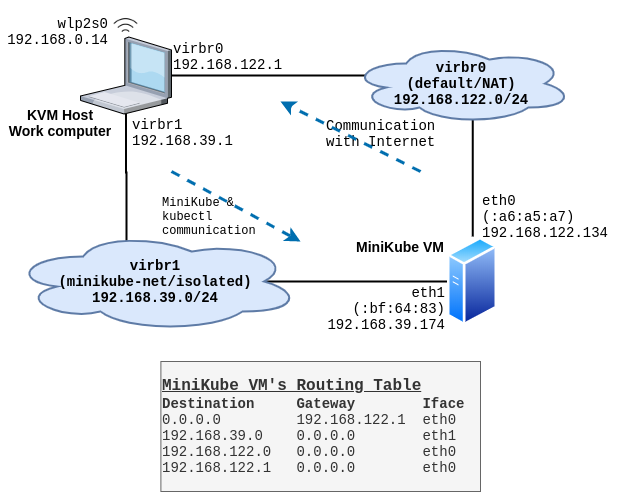 wlp2s0
192.168.0.14
virbr0
192.168.122.1
virbr0
(default/NAT)
192.168.122.0/24
KVM Host
Work computer
virbr1
192.168.39.1
Communication
with Internet
MiniKube &
kubectl
communication
eth0
(:a6:a5:a7)
192.168.122.134
MiniKube VM
virbr1
(minikube-net/isolated)
192.168.39.0/24
eth1
(:bf:64:83)
192.168.39.174
MiniKube VM's Routing Table
Destination Gateway Iface
0.0.0.0 192.168.122.1 eth0
192.168.39.0 0.0.0.0 eth1
192.168.122.0 0.0.0.0 eth0
192.168.122.1 0.0.0.0 eth0